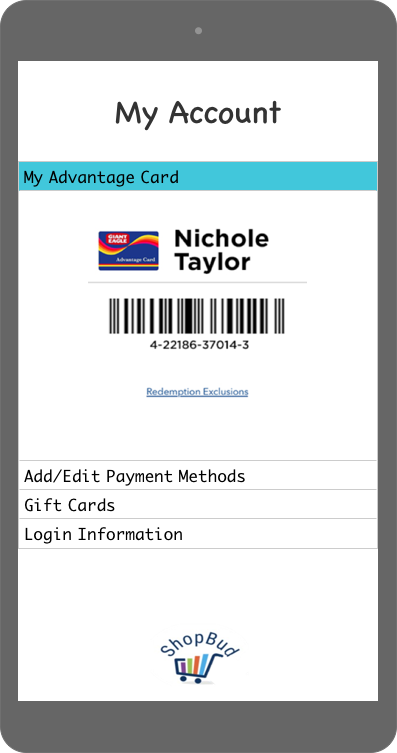 My Account
My Advantage Card
GIANT
EAGLE
Advantage Card
Nichole
Taylor
4-22186-37014-3
Redemption Exclusions
Add/Edit Payment Methods
Gift Cards
Login Information
ShopBud